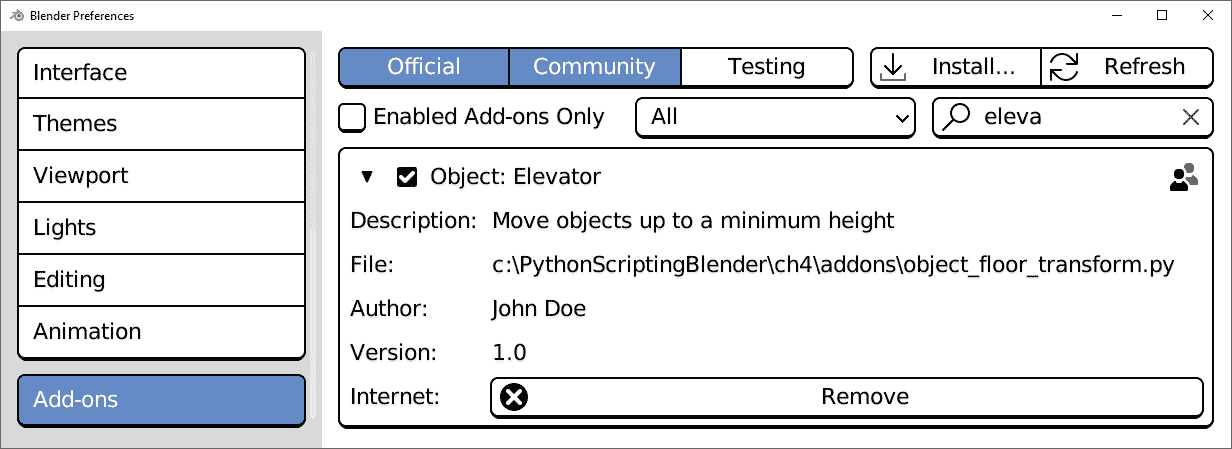 Blender Preferences
Interface
Themes
Viewport
Lights
Editing
Animation
Add-ons
Official Community Testing Install... Refresh
Enabled Add-ons Only All eleva
Object: Elevator
Description: Move objects up to a minimum height
File: c:\PythonScriptingBlender\ch4\addons\object_floor_transform.py
Author: John Doe
Version: 1.0
Internet: Remove